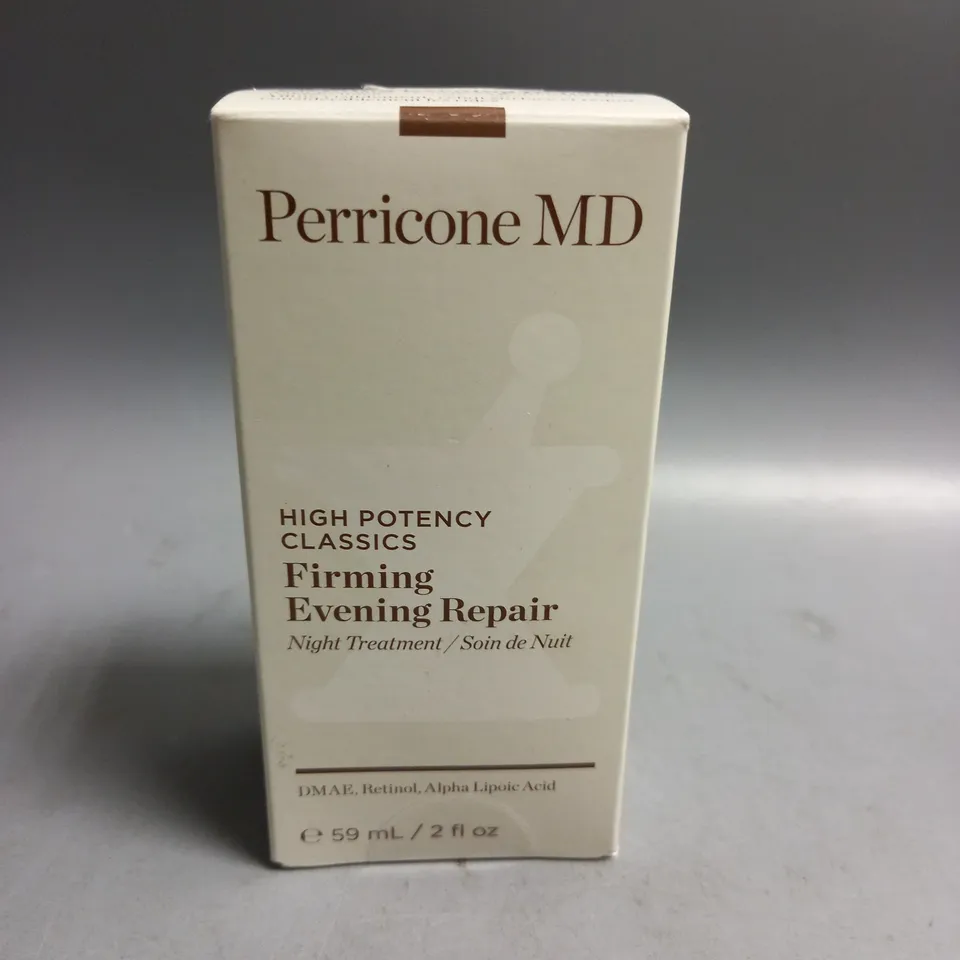 Perricone MD
HIGH POTENCY
CLASSICS
Firming
Evening Repair
Night Treatment / Soin de Nuit
DMAE, Retinol, Alpha Lipoic Acid
℮ 59 mL / 2 fl oz